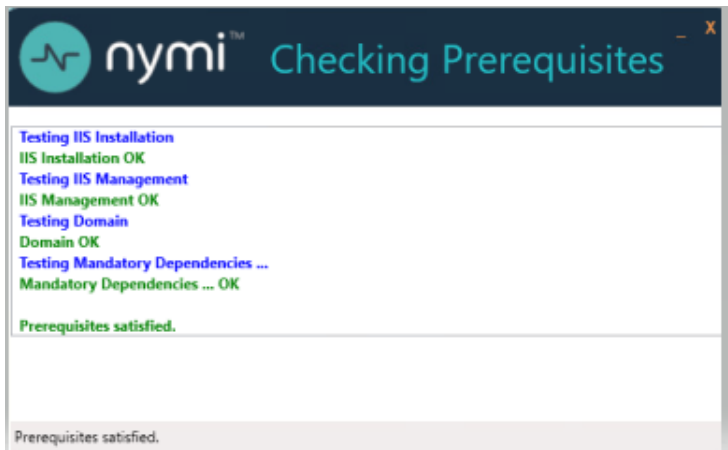 nymi™ Checking Prerequisites
_ X
Testing IIS Installation
IIS Installation OK
Testing IIS Management
IIS Management OK
Testing Domain
Domain OK
Testing Mandatory Dependencies ...
Mandatory Dependencies ... OK
Prerequisites satisfied.
Prerequisites satisfied.